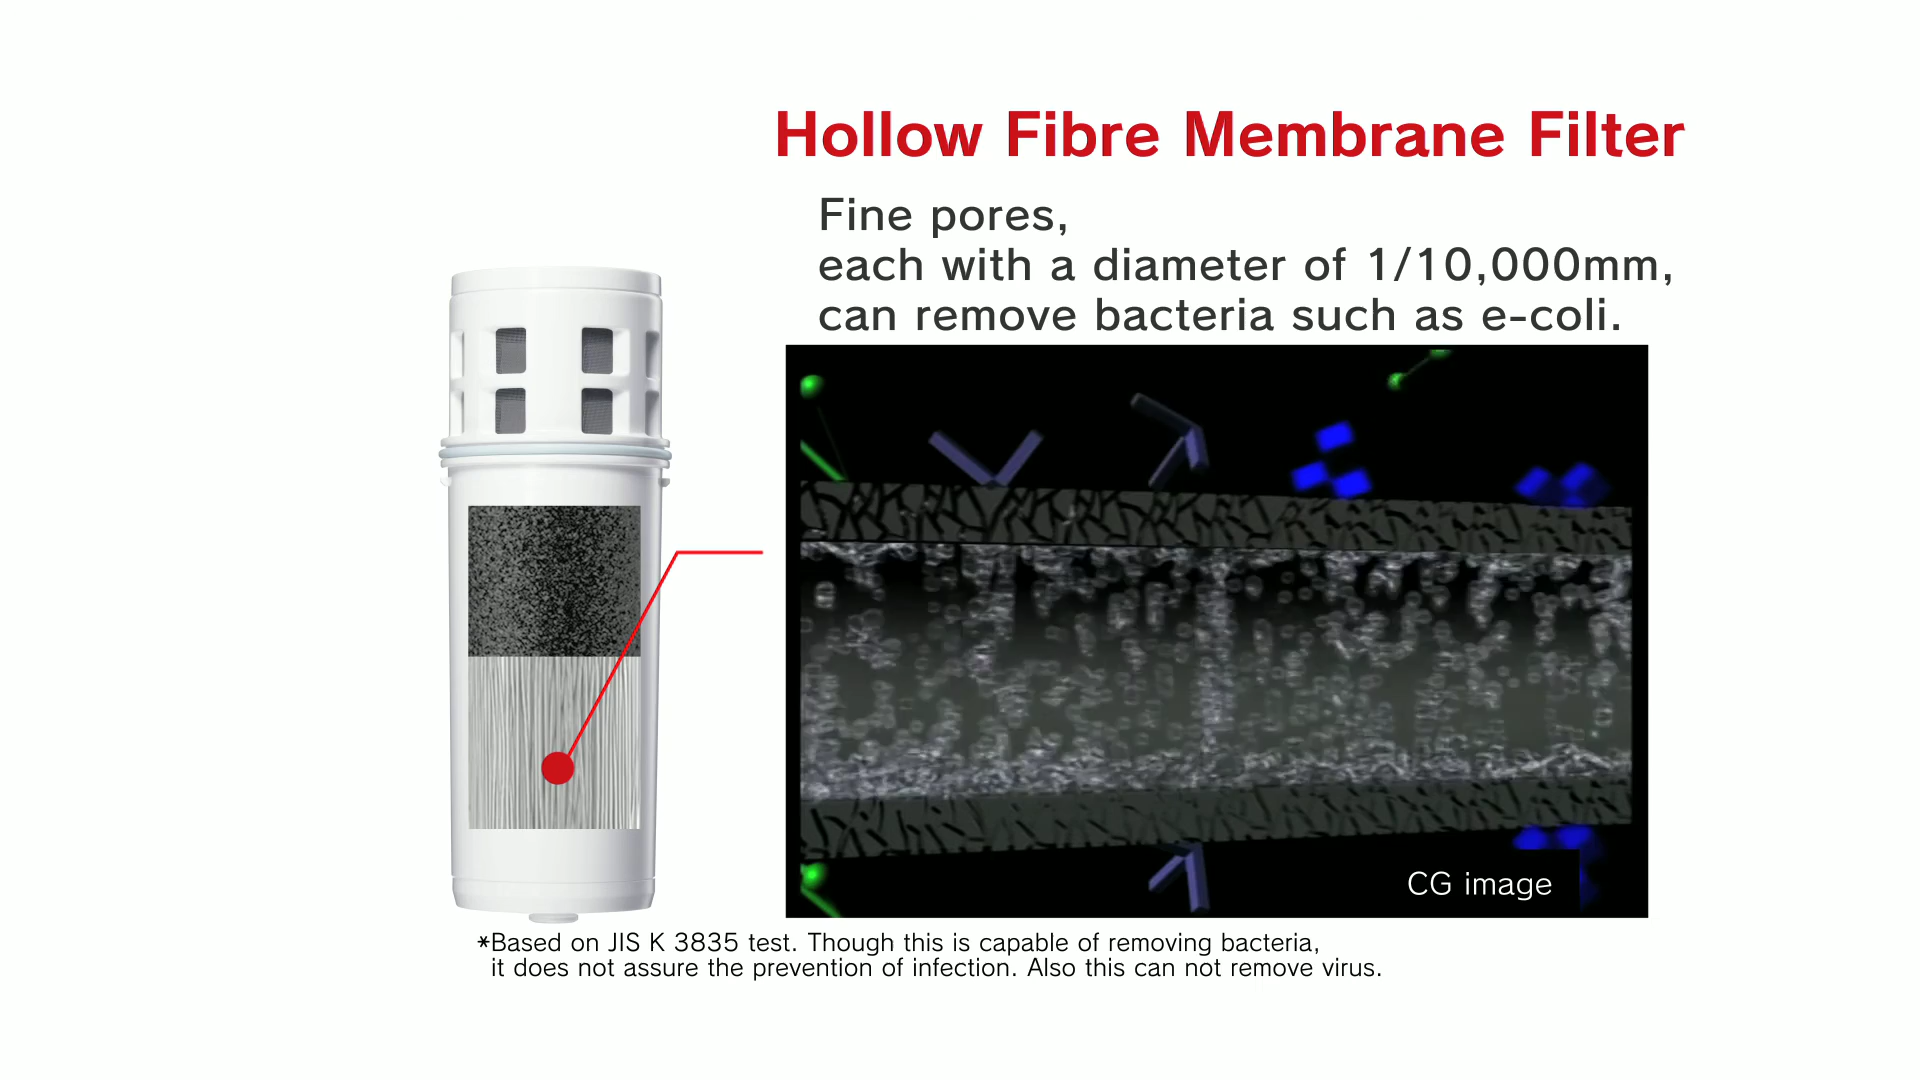 Hollow Fibre Membrane Filter
Fine pores,
each with a diameter of 1/10,000mm,
can remove bacteria such as e-coli.
CG image
*Based on JIS K 3835 test. Though this is capable of removing bacteria,
it does not assure the prevention of infection. Also this can not remove virus.